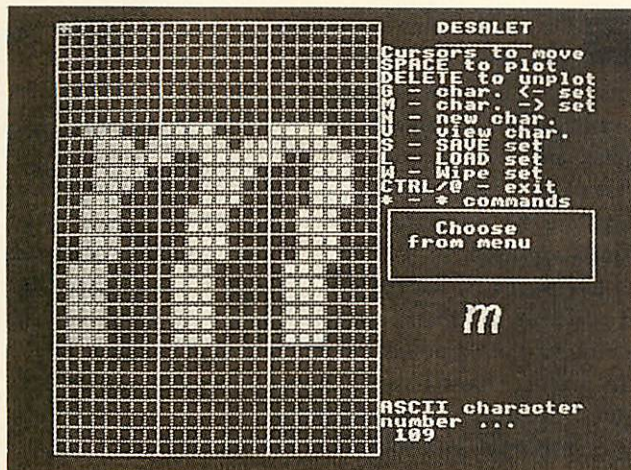 DESALET
Cursors to move
SPACE to plot
DELETE to unplot
G - char. <- set
M - char. -> set
N - new char.
V - view char.
S - SAVE set
L - LOAD set
W - Wipe set
CTRL/@ - exit
* - * commands
Choose
from menu
m
ASCII character
number ...
109